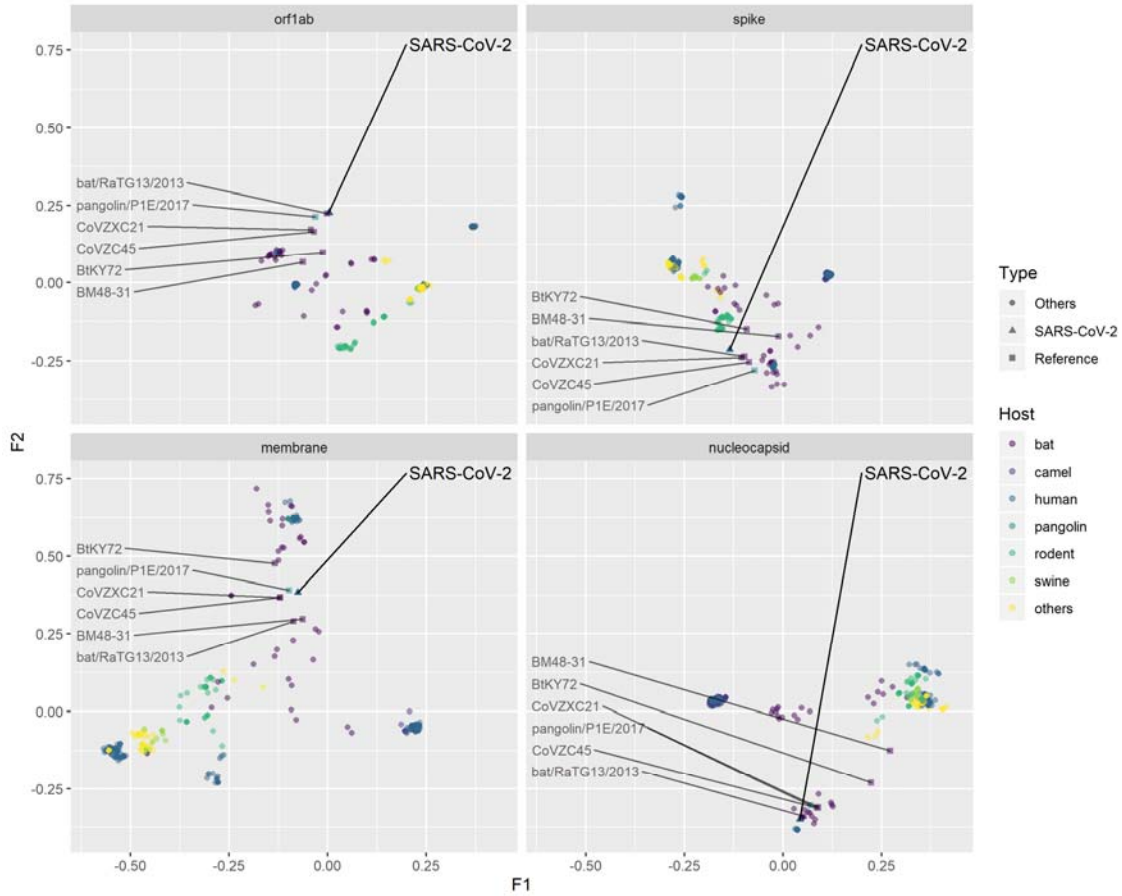 orf1ab
spike
0.75
0.50
0.25
0.00
-0.25
SARS-CoV-2
bat/RaTG13/2013
pangolin/P1E/2017
CoVZXC21
CoVZC45
BtKY72
BM48-31
SARS-CoV-2
BtKY72
BM48-31
bat/RaTG13/2013
CoVZXC21
CoVZC45
pangolin/P1E/2017
membrane
nucleocapsid
0.75
0.50
0.25
0.00
-0.25
SARS-CoV-2
BtKY72
pangolin/P1E/2017
CoVZXC21
CoVZC45
BM48-31
bat/RaTG13/2013
SARS-CoV-2
BM48-31
BtKY72
CoVZXC21
pangolin/P1E/2017
CoVZC45
bat/RaTG13/2013
-0.50
-0.25
0.00
0.25
-0.50
-0.25
0.00
0.25
F1
F2
Type
Others
SARS-CoV-2
Reference
Host
bat
camel
human
pangolin
rodent
swine
others